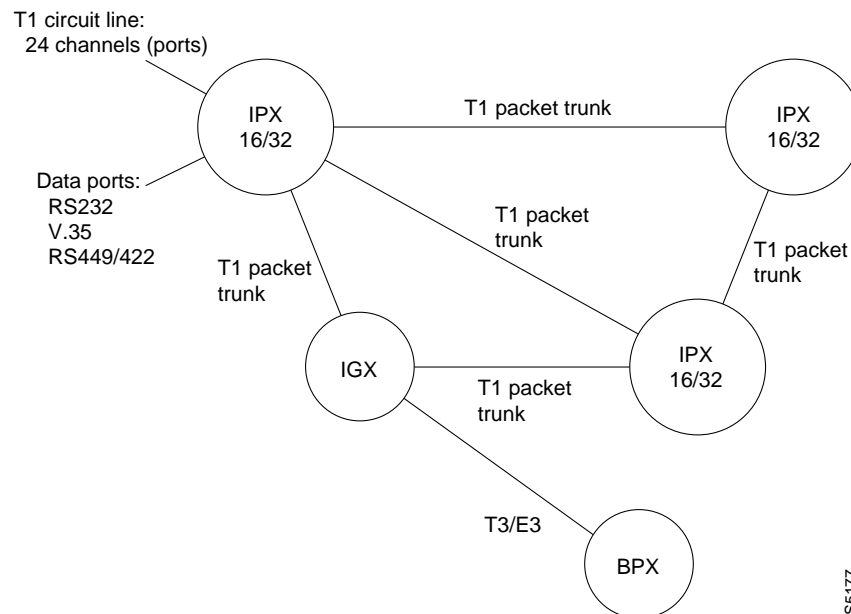 T1 circuit line:
24 channels (ports)
IPX
16/32
T1 packet trunk
IPX
16/32
Data ports:
RS232
V.35
RS449/422
T1 packet
trunk
T1 packet
trunk
T1 packet
trunk
IGX
T1 packet
trunk
IPX
16/32
T3/E3
BPX
S5177